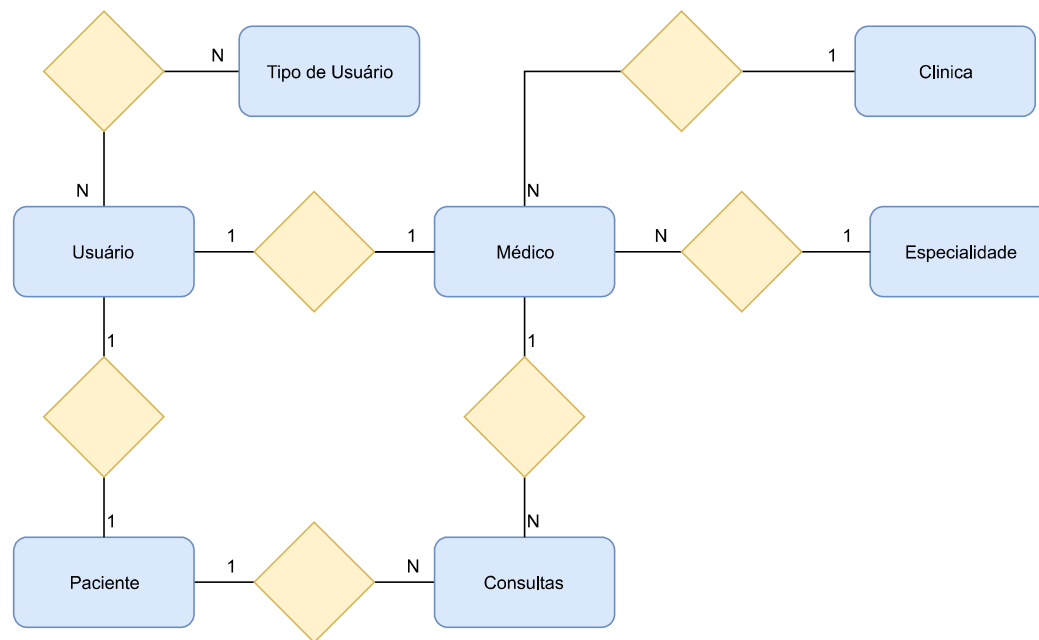 N
Tipo de Usuário
1
Clinica
N
N
Usuário
1
1
Médico
N
1
Especialidade
1
1
1
N
Paciente
1
N
Consultas